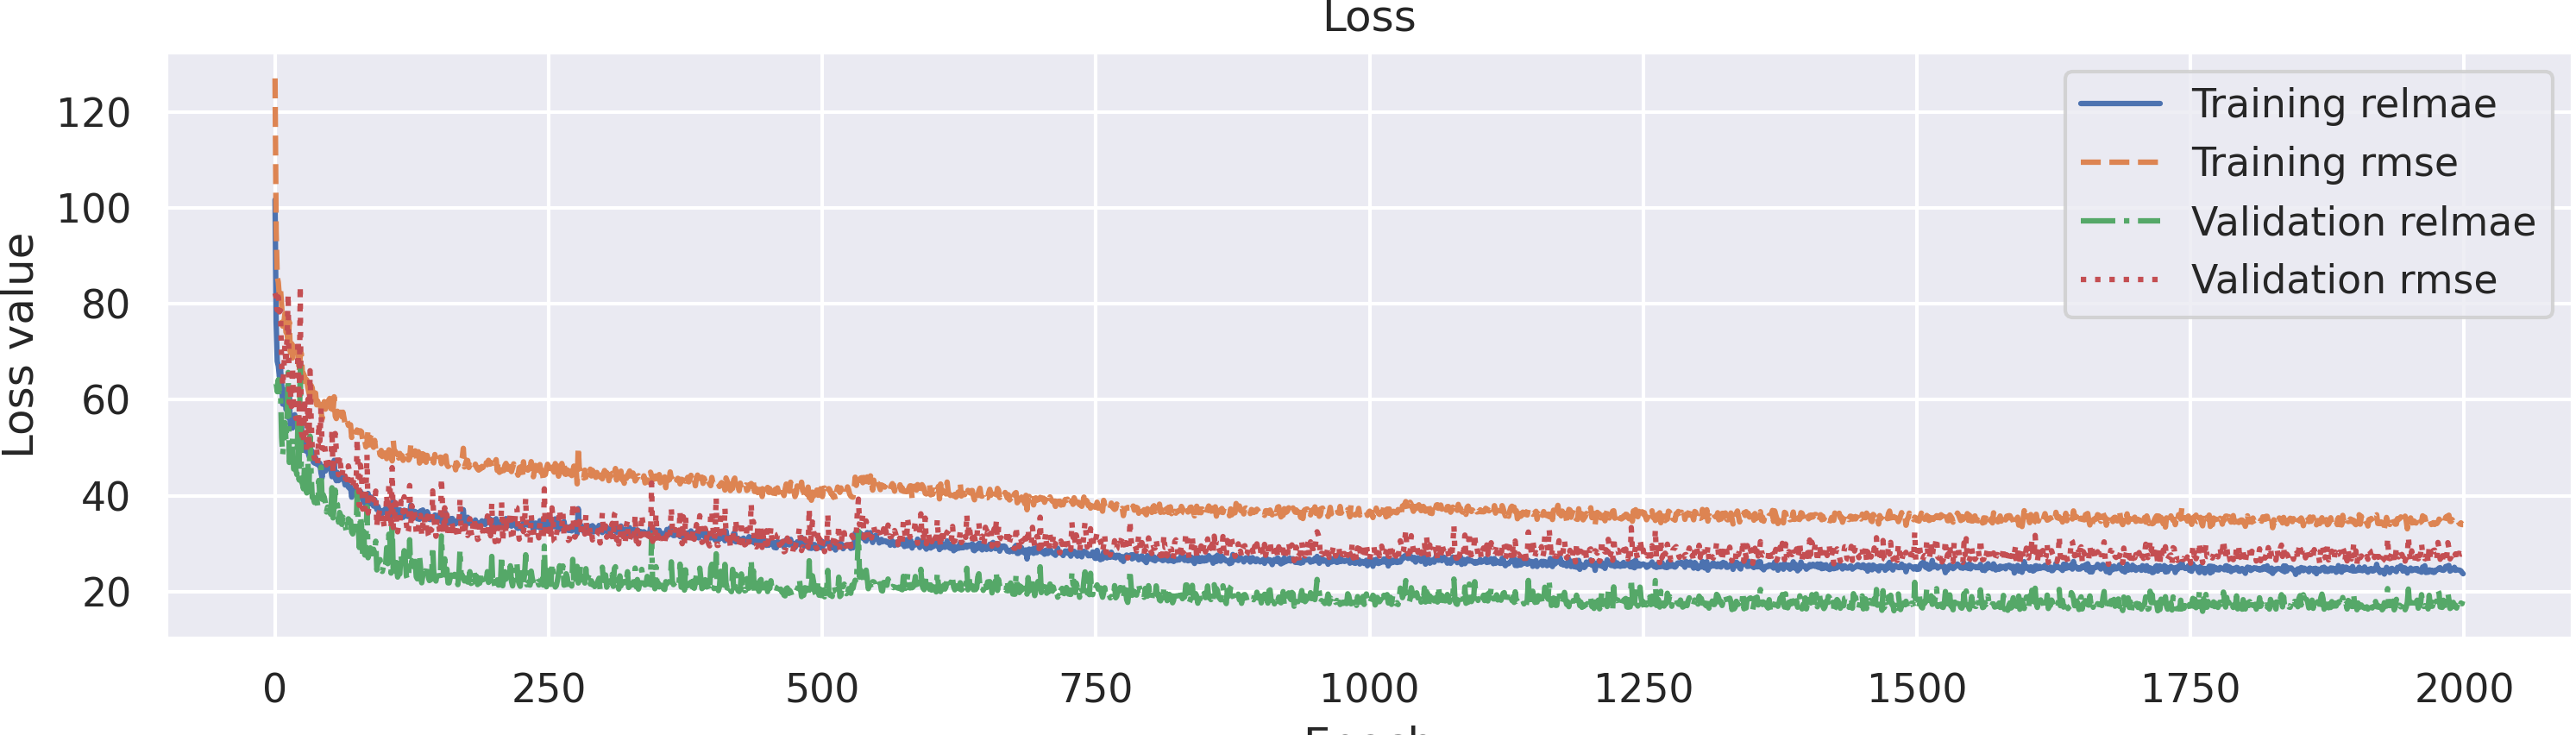 Loss
Loss value
120
100
80
60
40
20
0 250 500 750 1000 1250 1500 1750 2000
Training relmae
Training rmse
Validation relmae
Validation rmse